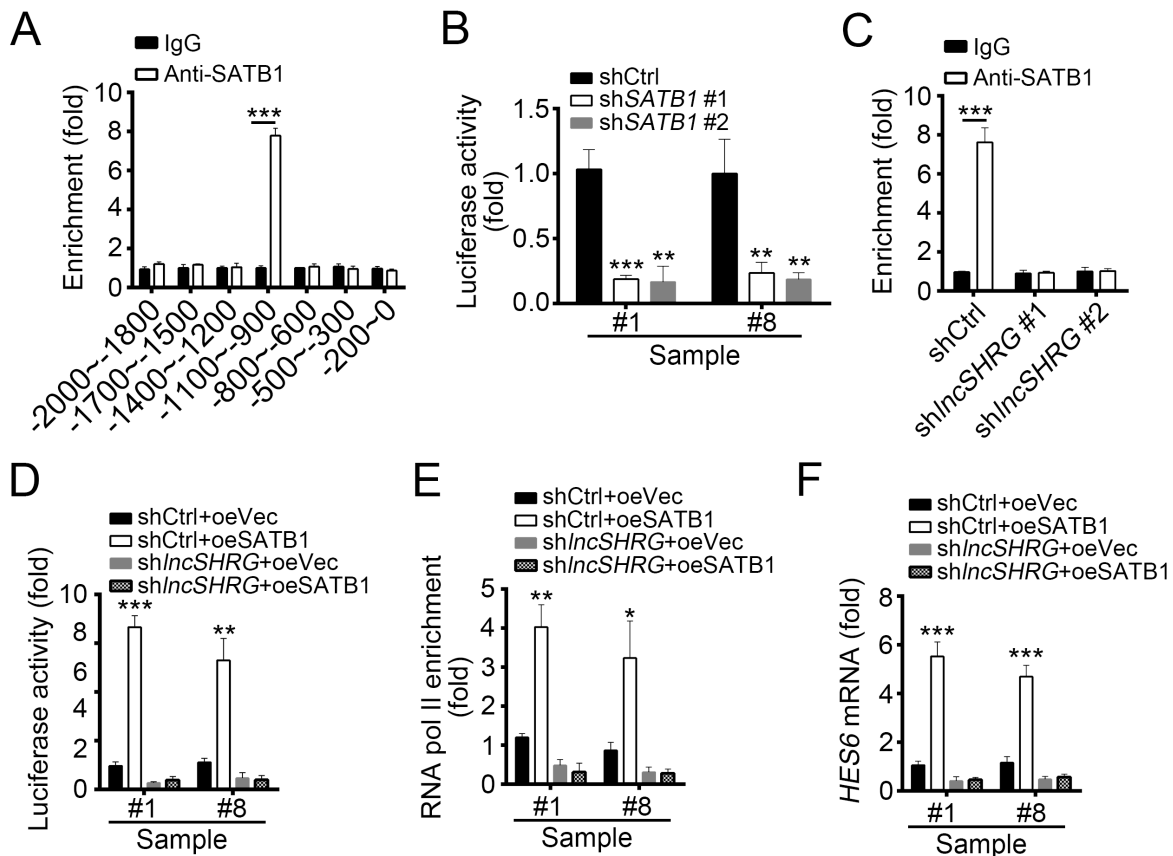 A
IgG
Anti-SATB1
Enrichment (fold)
10
8
6
4
2
0
***
-2000~-1800
-1700~-1500
-1400~-1200
-1100~-900
-800~-600
-500~-300
-200~0
B
shCtrl
shSATB1 #1
shSATB1 #2
Luciferase activity
(fold)
1.5
1.0
0.5
0.0
***
**
**
**
#1
#8
Sample
C
IgG
Anti-SATB1
Enrichment (fold)
10
8
6
4
2
0
***
shCtrl
shlncSHRG #1
shlncSHRG #2
D
shCtrl+oeVec
shCtrl+oeSATB1
shlncSHRG+oeVec
shlncSHRG+oeSATB1
Luciferase activity (fold)
10
8
6
4
2
0
***
**
#1
#8
Sample
E
shCtrl+oeVec
shCtrl+oeSATB1
shlncSHRG+oeVec
shlncSHRG+oeSATB1
RNA pol II enrichment
(fold)
5
4
3
2
1
0
**
*
#1
#8
Sample
F
shCtrl+oeVec
shCtrl+oeSATB1
shlncSHRG+oeVec
shlncSHRG+oeSATB1
HES6 mRNA (fold)
8
6
4
2
0
***
***
#1
#8
Sample